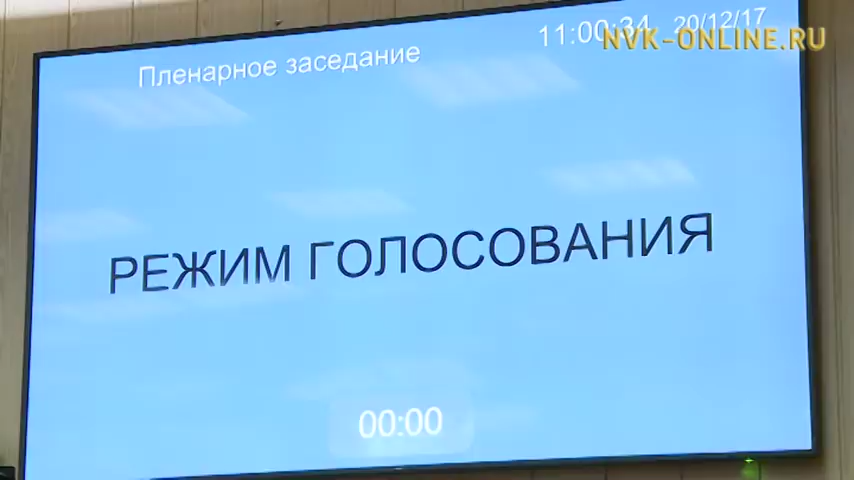 Пленарное заседание
11:00:34 20/12/17
NVK-ONLINE.RU
РЕЖИМ ГОЛОСОВАНИЯ
00:00